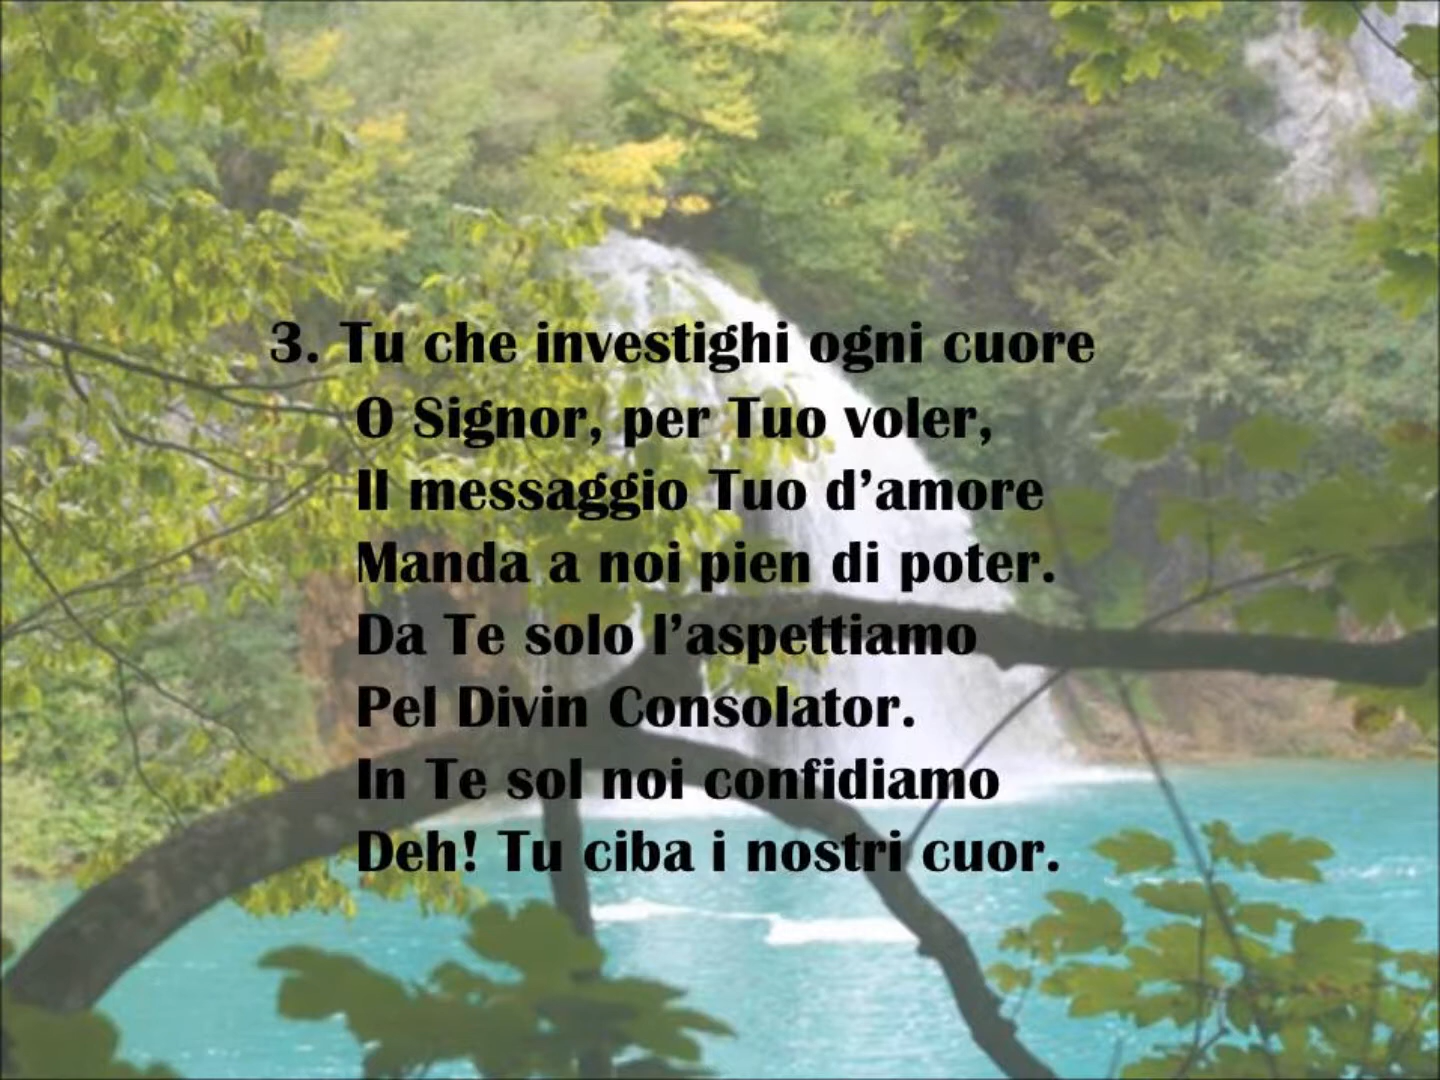 3. Tu che investighi ogni cuore
O Signor, per Tuo voler,
Il messaggio Tuo d’amore
Manda a noi pien di poter.
Da Te solo l’aspettiamo
Pel Divin Consolator.
In Te sol noi confidiamo
Deh! Tu ciba i nostri cuor.